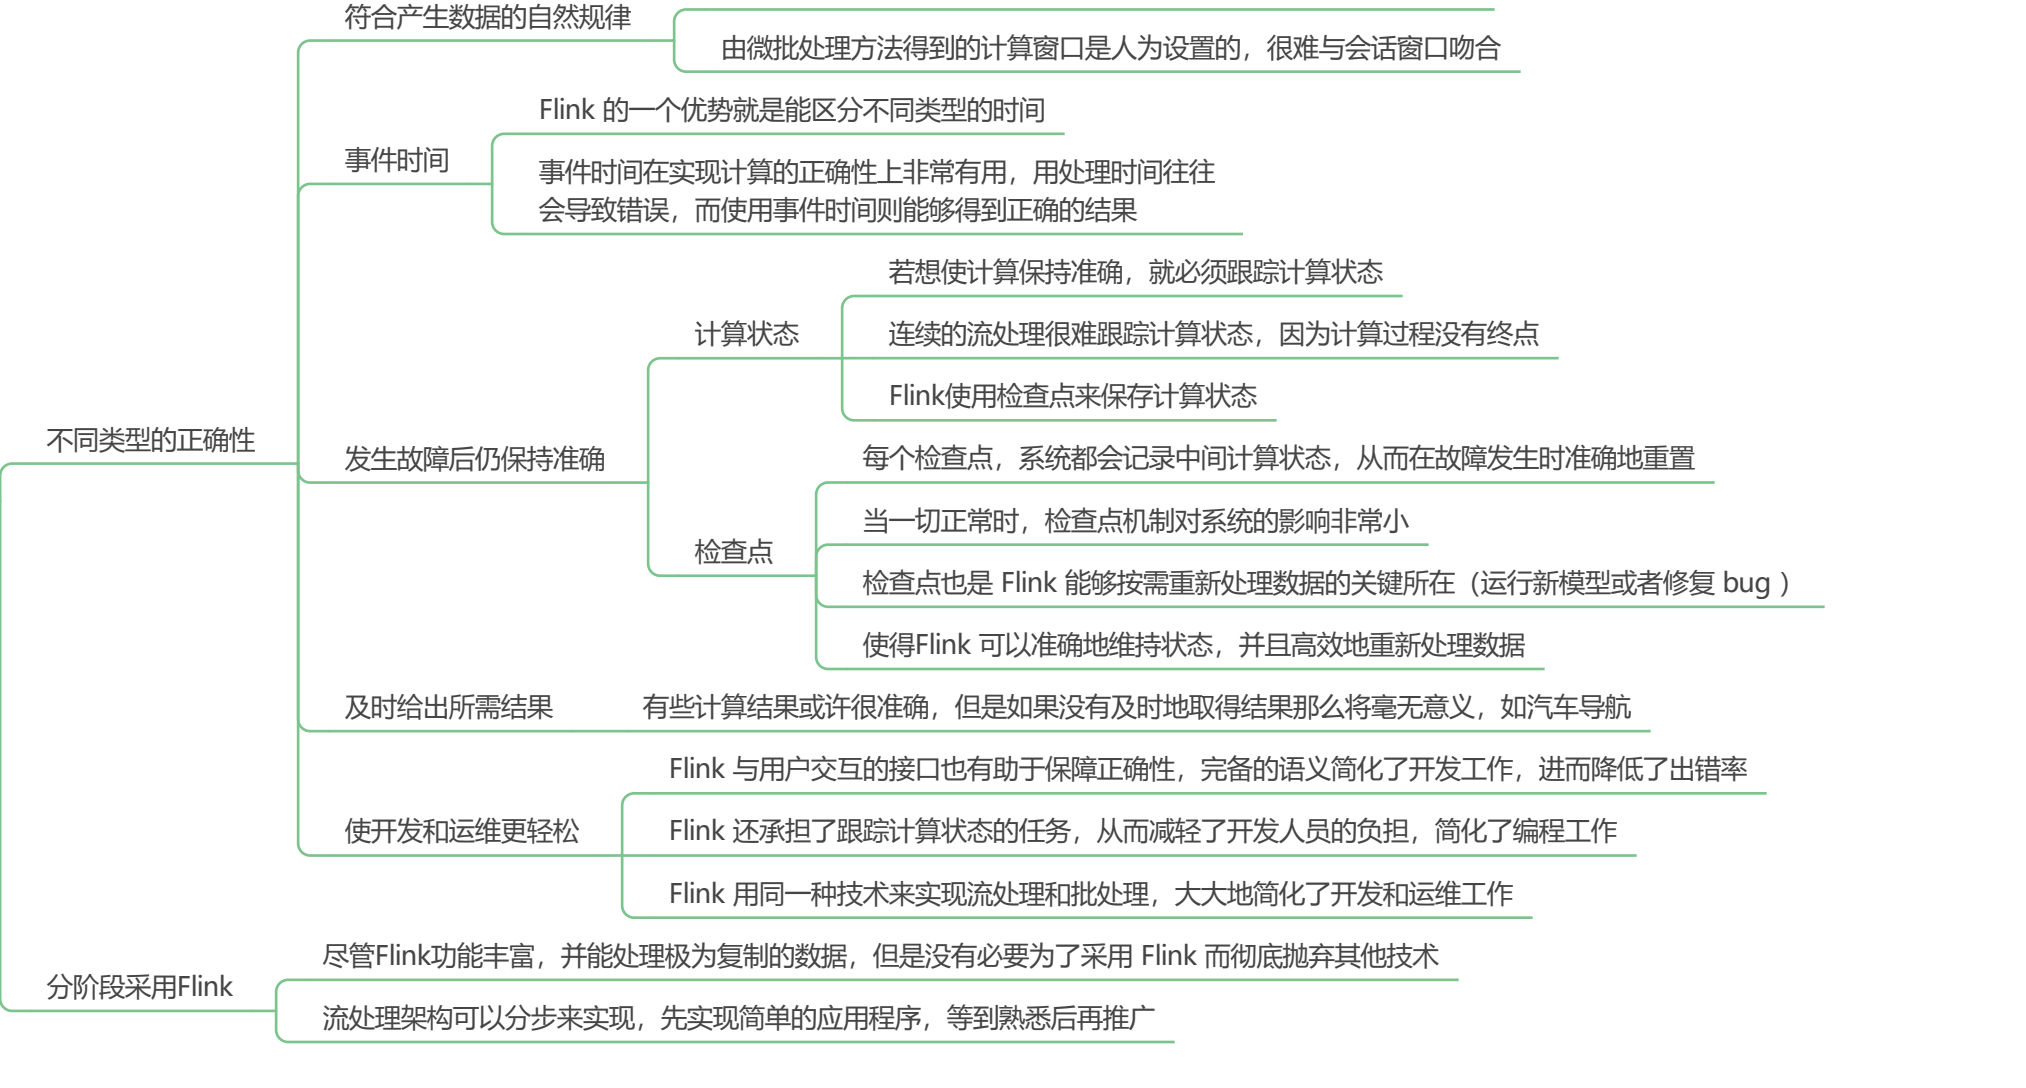 符合产生数据的自然规律
由微批处理方法得到的计算窗口是人为设置的，很难与会话窗口吻合
事件时间
Flink 的一个优势就是能区分不同类型的时间
事件时间在实现计算的正确性上非常有用，用处理时间往往
会导致错误，而使用事件时间则能够得到正确的结果
不同类型的正确性
发生故障后仍保持准确
计算状态
若想使计算保持准确，就必须跟踪计算状态
连续的流处理很难跟踪计算状态，因为计算过程没有终点
Flink使用检查点来保存计算状态
检查点
每个检查点，系统都会记录中间计算状态，从而在故障发生时准确地重置
当一切正常时，检查点机制对系统的影响非常小
检查点也是 Flink 能够按需重新处理数据的关键所在（运行新模型或者修复 bug ）
使得Flink 可以准确地维持状态，并且高效地重新处理数据
及时给出所需结果
有些计算结果或许很准确，但是如果没有及时地取得结果那么将毫无意义，如汽车导航
使开发和运维更轻松
Flink 与用户交互的接口也有助于保障正确性，完备的语义简化了开发工作，进而降低了出错率
Flink 还承担了跟踪计算状态的任务，从而减轻了开发人员的负担，简化了编程工作
Flink 用同一种技术来实现流处理和批处理，大大地简化了开发和运维工作
分阶段采用Flink
尽管Flink功能丰富，并能处理极为复制的数据，但是没有必要为了采用 Flink 而彻底抛弃其他技术
流处理架构可以分步来实现，先实现简单的应用程序，等到熟悉后再推广